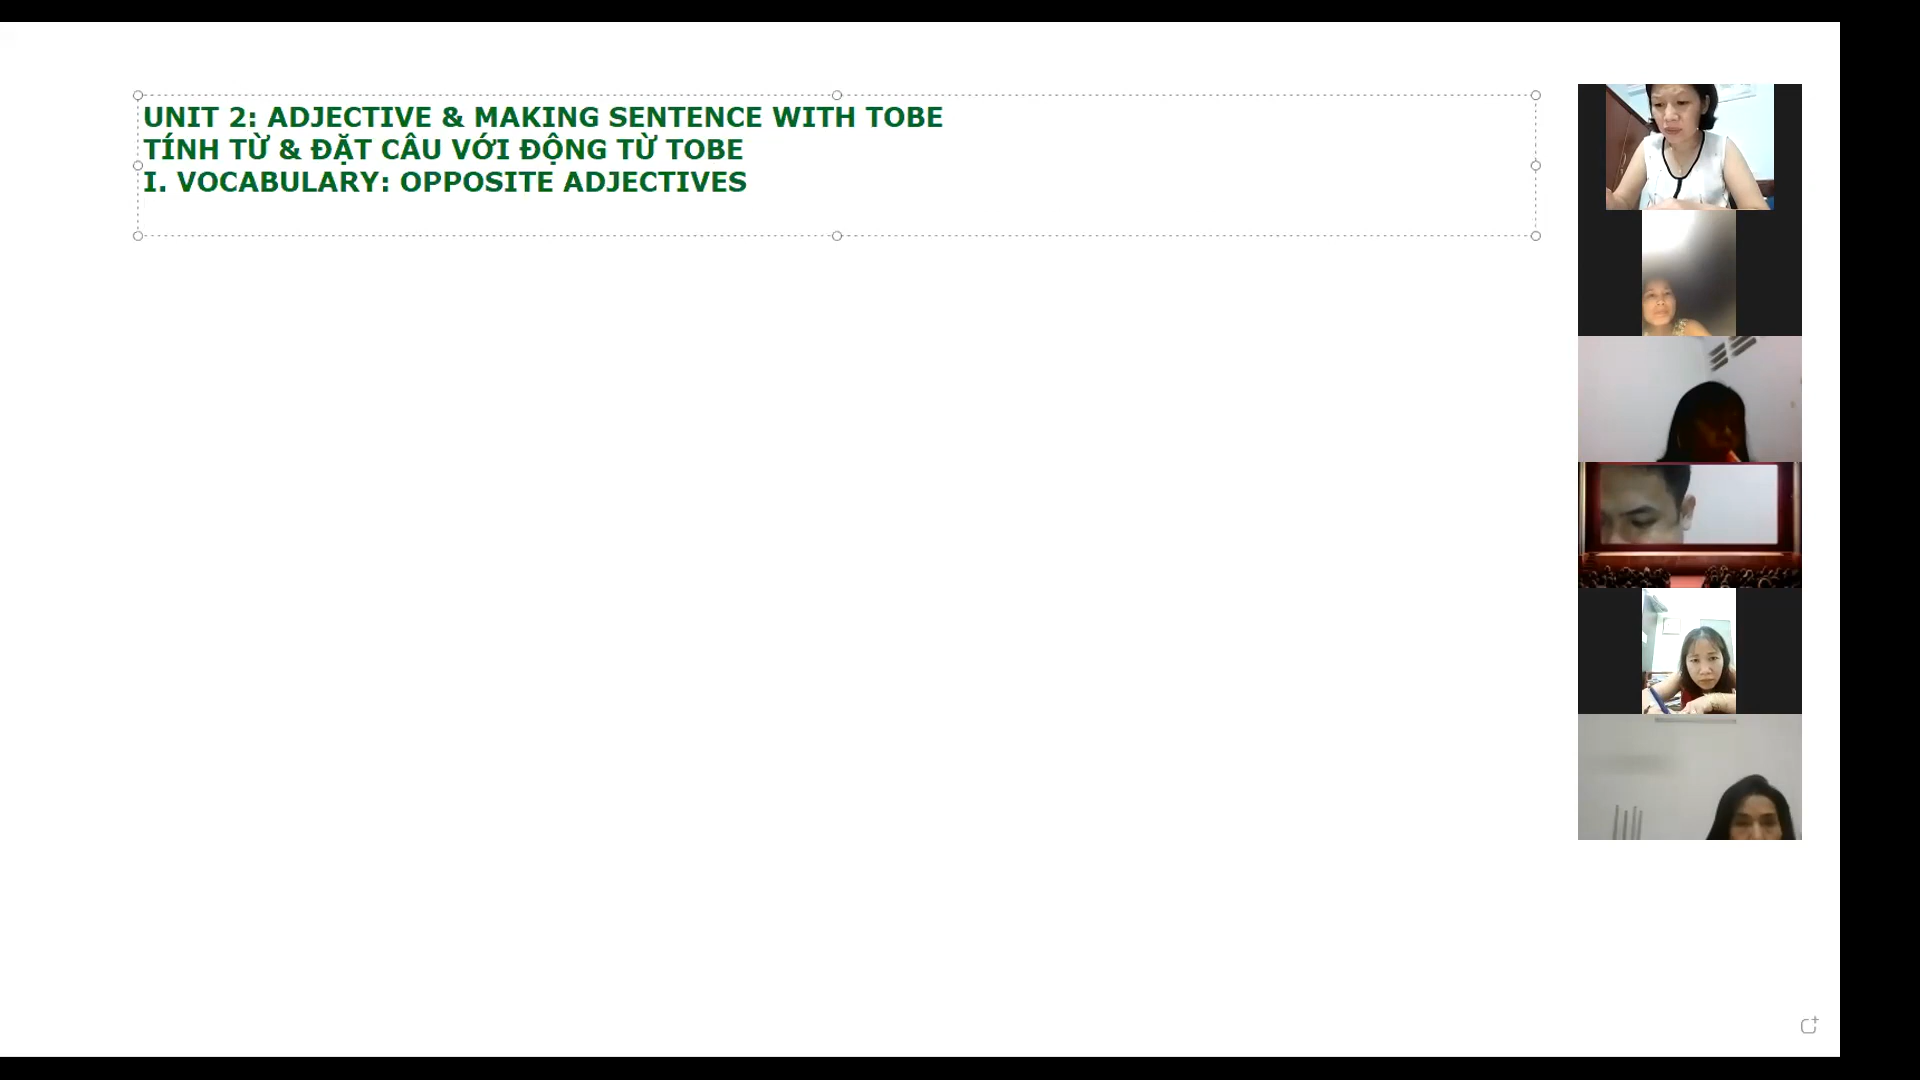 UNIT 2: ADJECTIVE & MAKING SENTENCE WITH TOBE
TÍNH TỪ & ĐẶT CÂU VỚI ĐỘNG TỪ TOBE
I. VOCABULARY: OPPOSITE ADJECTIVES